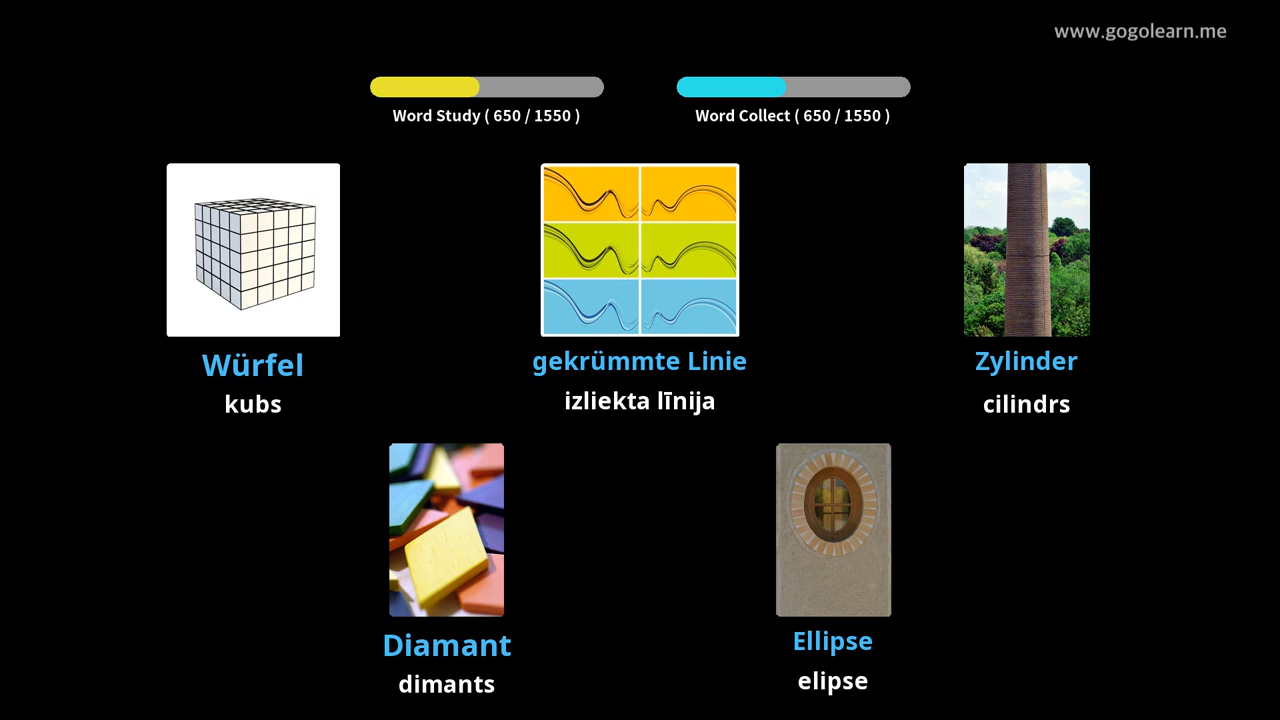 www.gogolearn.me
Word Study ( 650 / 1550 )
Word Collect ( 650 / 1550 )
Würfel
kubs
gekrümmte Linie
izliekta līnija
Zylinder
cilindrs
Diamant
dimants
Ellipse
elipse